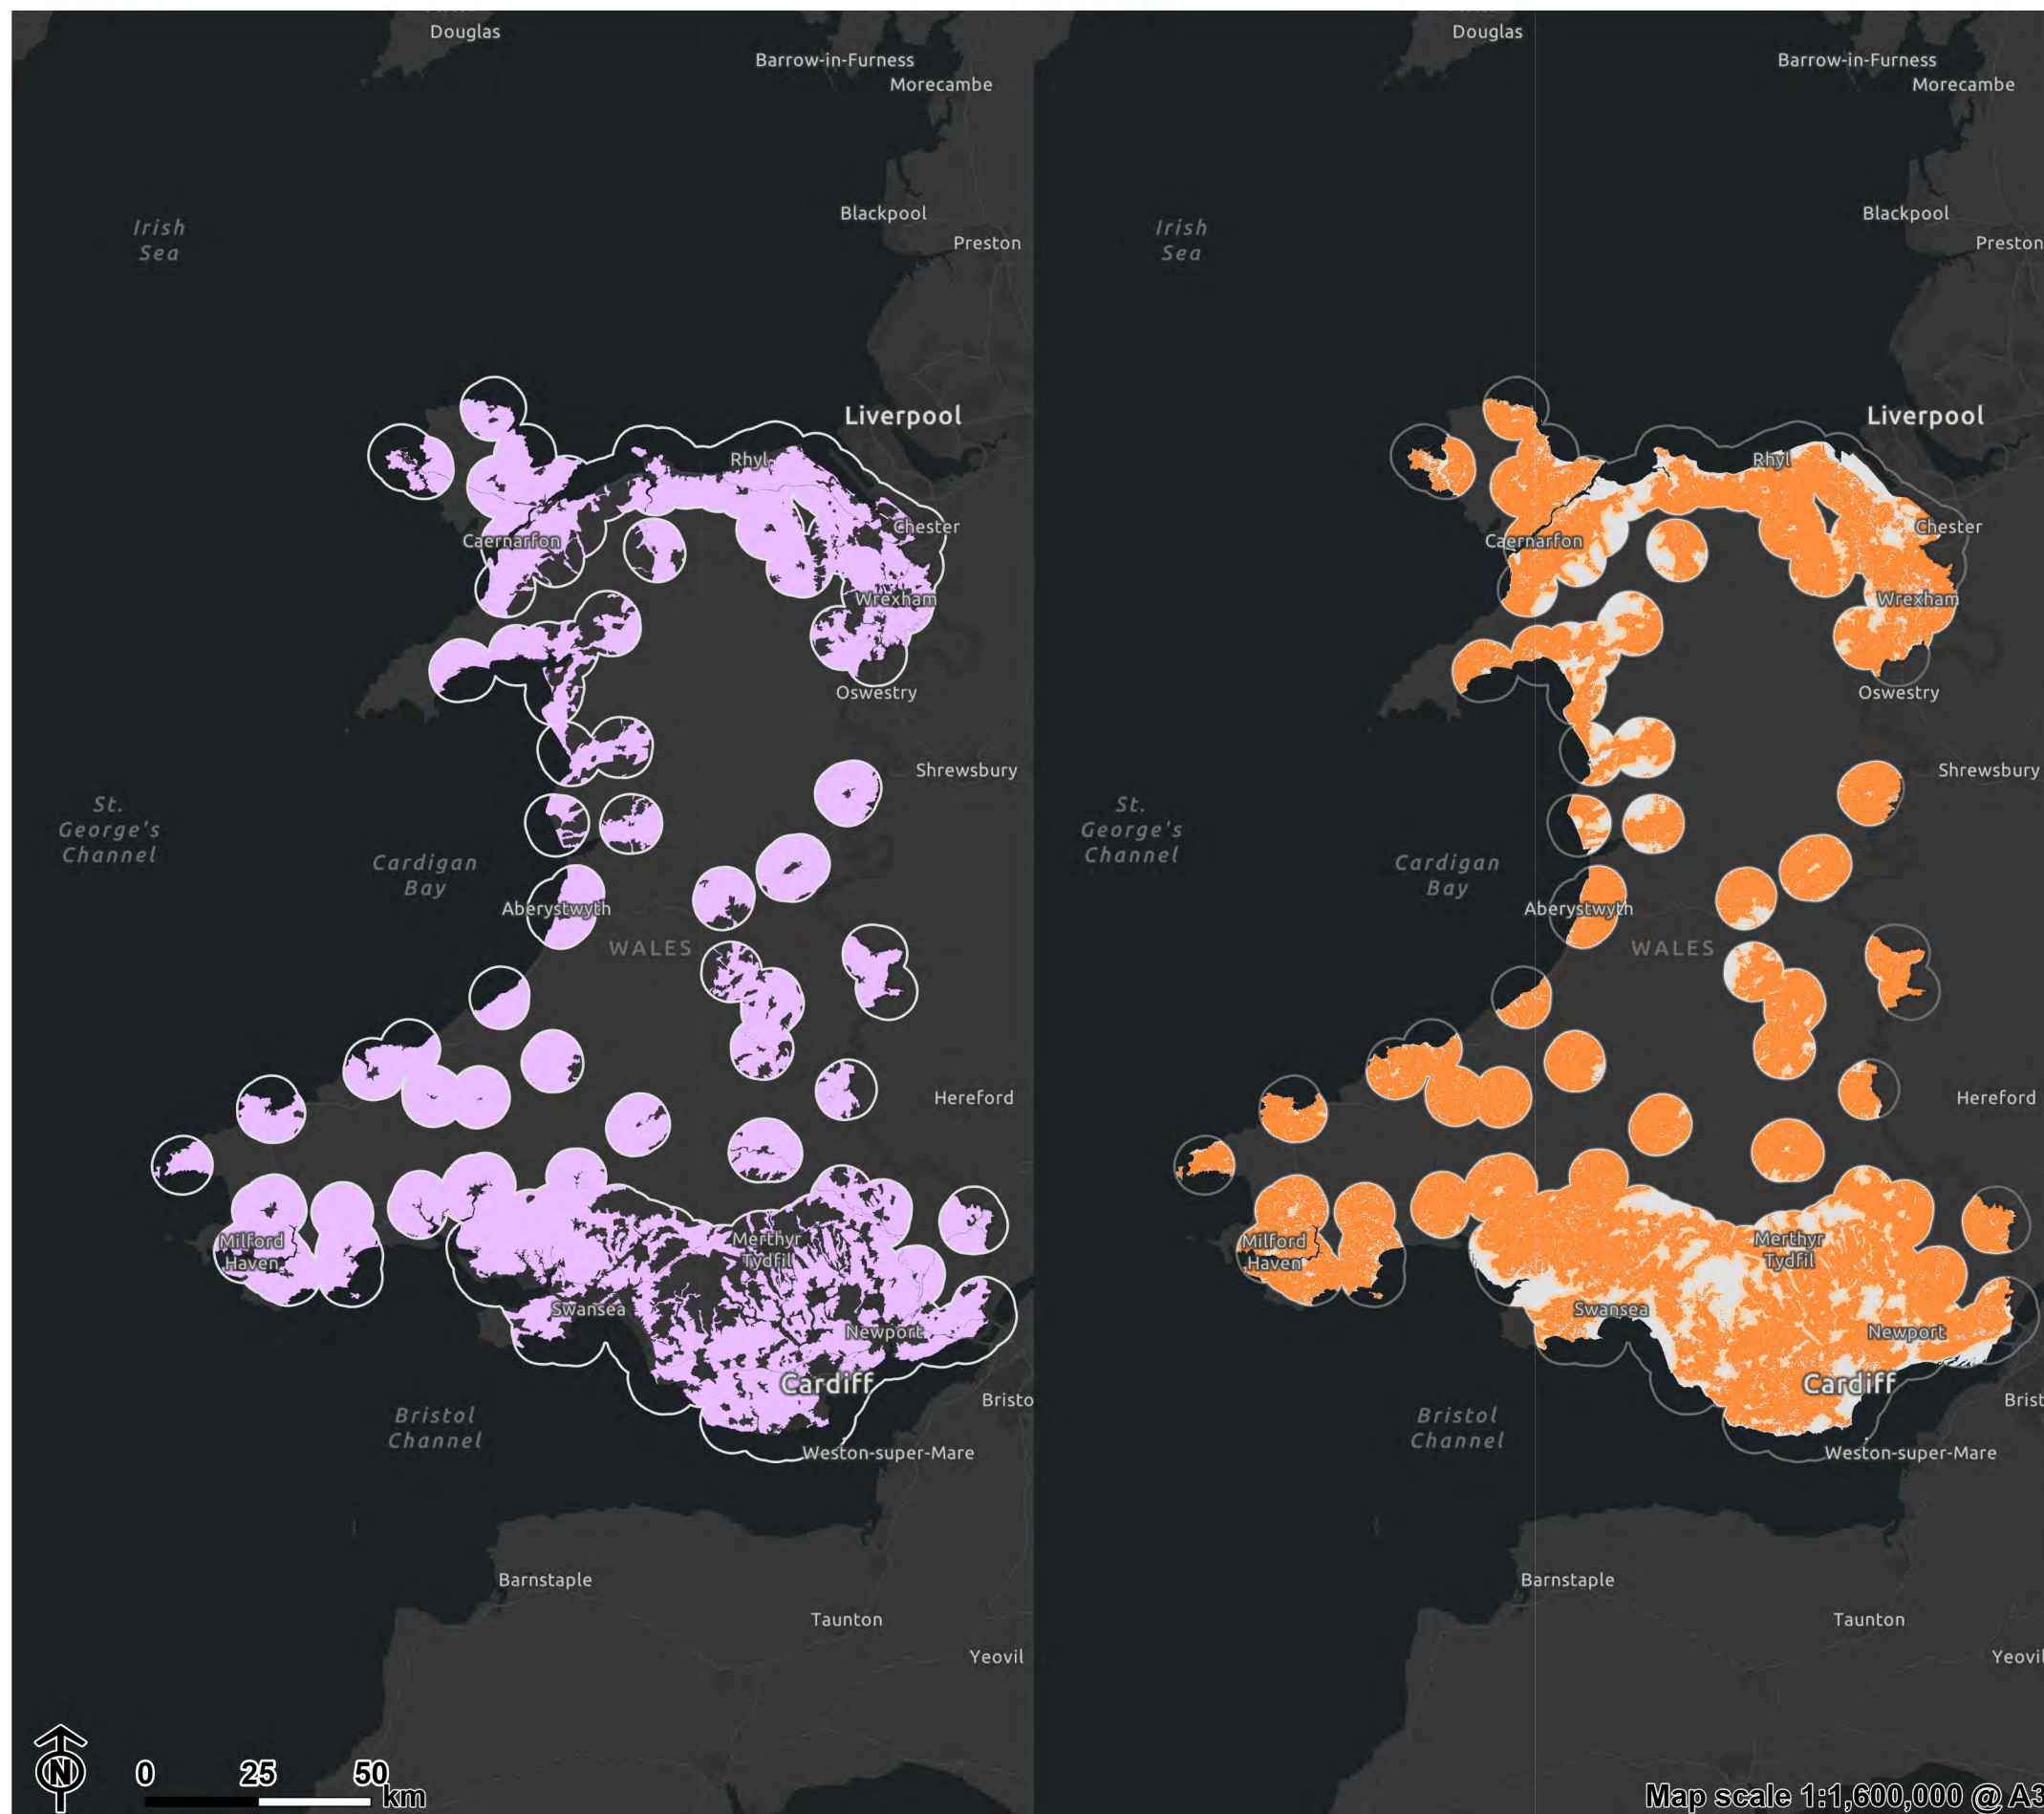 Douglas
Barrow-in-Furness
Morecambe
Irish
Sea
Blackpool
Preston
Liverpool
Rhyl
Chester
Caernarfon
Wrexham
Oswestry
Shrewsbury
St.
George's
Channel
Cardigan
Bay
Aberystwyth
WALES
Hereford
Milford
Haven
Merthyr
Tydfil
Swansea
Newport
Cardiff
Bristo
Bristol
Channel
Weston-super-Mare
Barnstaple
Taunton
Yeovil
N
0 25 50
km
Douglas
Barrow-in-Furness
Morecambe
Irish
Sea
Blackpool
Preston
Liverpool
Rhyl
Chester
Caernarfon
Wrexham
Oswestry
Shrewsbury
St.
George's
Channel
Cardigan
Bay
Aberystwyth
WALES
Hereford
Milford
Haven
Merthyr
Tydfil
Swansea
Newport
Cardiff
Brist
Bristol
Channel
Weston-super-Mare
Barnstaple
Taunton
Yeovil
Map scale 1:1,600,000 @ A3